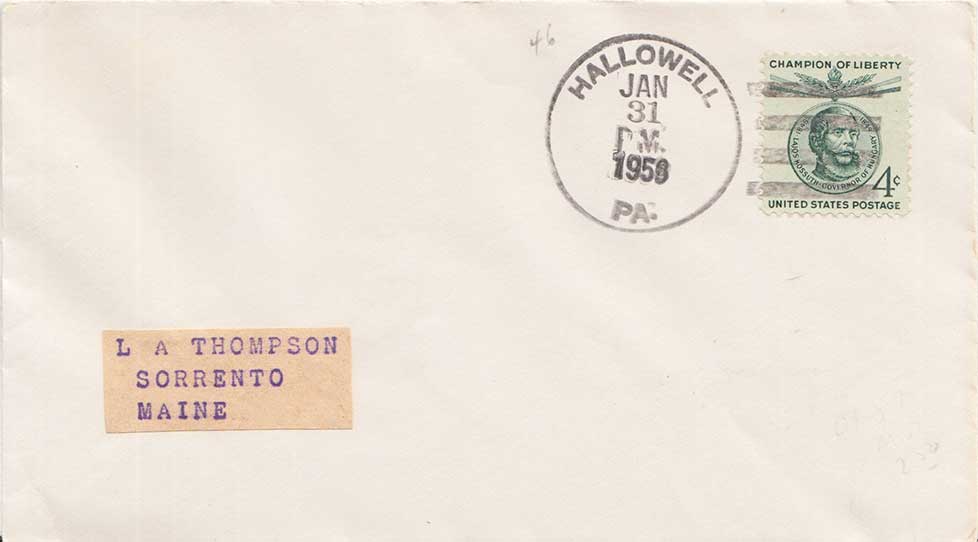 46
HALLOWELL
JAN
31
P.M.
PA.
CHAMPION OF LIBERTY
LAJOS KOSSUTH · GOVERNOR OF HUNGARY
4¢
UNITED STATES POSTAGE
L A THOMPSON
SORRENTO
MAINE